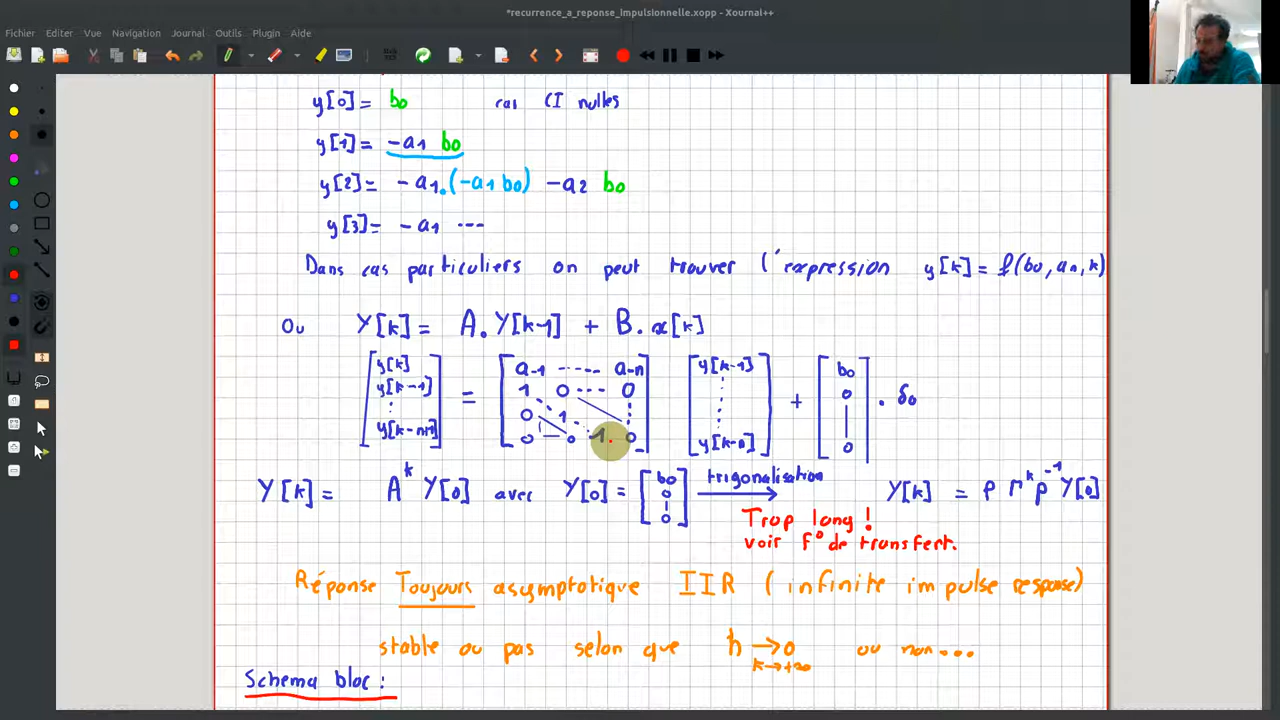 *recurrence_a_reponse_impulsionnelle.xopp - Xournal++
Fichier Editer Vue Navigation Journal Outils Plugin Aide
y[0]= b0 cas CI nulles
y[1]= -a1 b0
y[2]= -a1.(-a1 b0) -a2 b0
y[3]= -a1 ---
Dans cas particuliers on peut trouver l'expression y[k]= f(b0,an,k)
Ou Y[k]= A.Y[k-1] + B.x[k]
[y[k] y[k-1] ⋮ y[k-n+1]] = [a-1 ----- a-n] [y[k-1] ⋮ y[k-n]] + [b0 0 | 0] . δ0
1 0 --- 0
0 1 0
0 0 1 0
Y[k]= A^k Y[0] avec Y[0]= [b0 0 | 0] trigonalisation → Y[k] = P Γ^k P^-1 Y[0]
Trop long !
voir f° de transfert.
Réponse Toujours asymptotique IIR (infinite impulse response)
stable ou pas selon que h → 0 ou non...
k→+∞
Schema bloc :